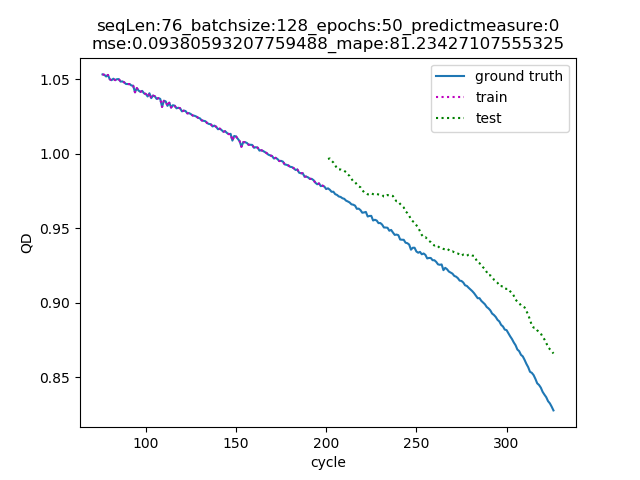 seqLen:76_batchsize:128_epochs:50_predictmeasure:0
mse:0.09380593207759488_mape:81.23427107555325
ground truth
train
test
1.05
1.00
0.95
0.90
0.85
QD
100
150
200
250
300
cycle